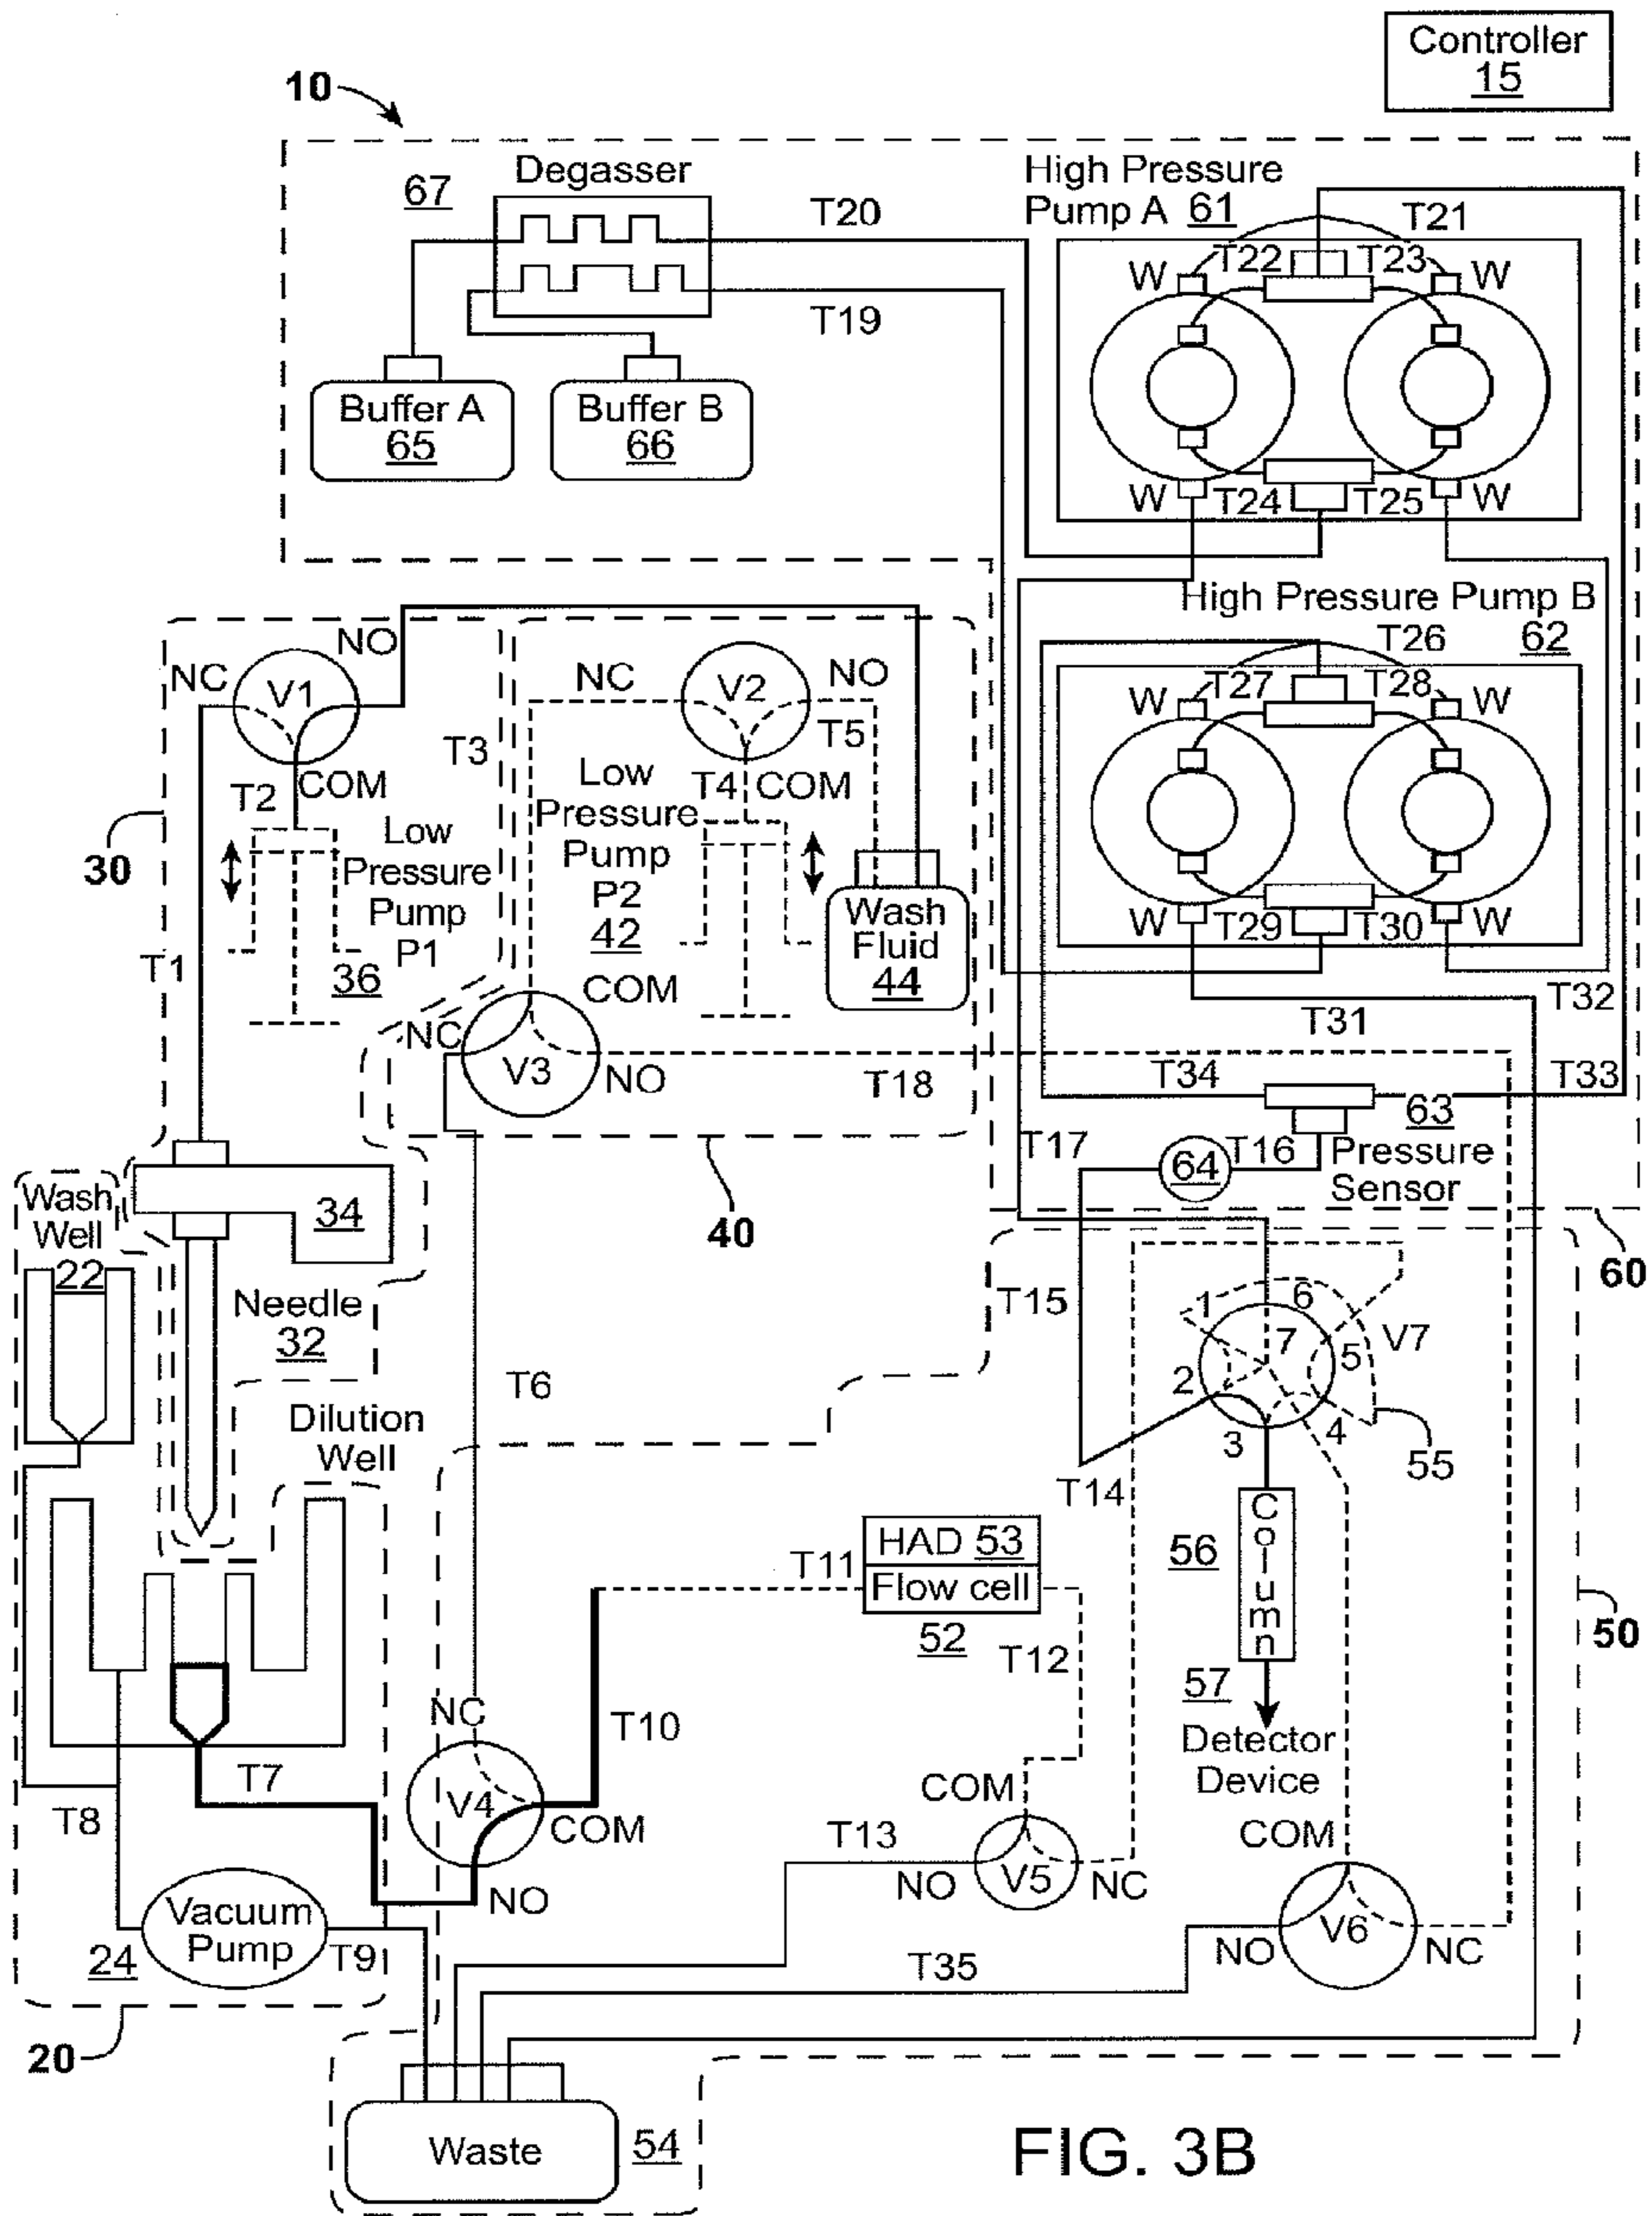 Controller
15
10
Degasser
67
High Pressure
Pump A 61
T20
T21
T19
W
T22
T23
W
Buffer A
65
Buffer B
66
W
T24
T25
W
High Pressure Pump B
62
T26
NO
NC
V1
T3
NC
V2
NO
T5
W
T27
T28
W
COM
T2
Low
Pressure
Pump
P1
36
30
T1
Low
Pressure
Pump
P2
42
T4
COM
Wash
Fluid
44
W
T29
T30
W
COM
NC
V3
NO
T18
T32
T31
T34
T33
63
Pressure
Sensor
T17
64
T16
40
60
Wash
Well
22
34
Needle
32
T15
1
6
7
5
V7
2
3
4
55
T6
Dilution
Well
T14
HAD 53
Flow cell
52
T11
T12
56
Column
57
Detector
Device
50
NC
T10
T7
V4
COM
NO
T8
COM
T13
NO
V5
NC
COM
NO
V6
NC
Vacuum
Pump
24
T9
T35
20
Waste
54
FIG. 3B